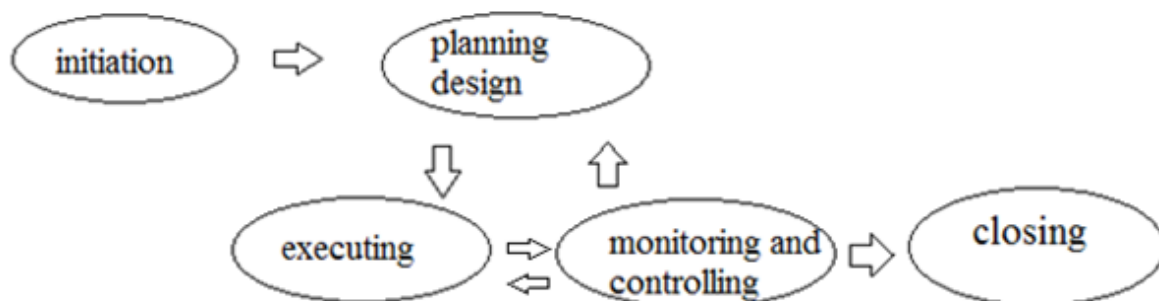 initiation
planning
design
executing
monitoring and
controlling
closing